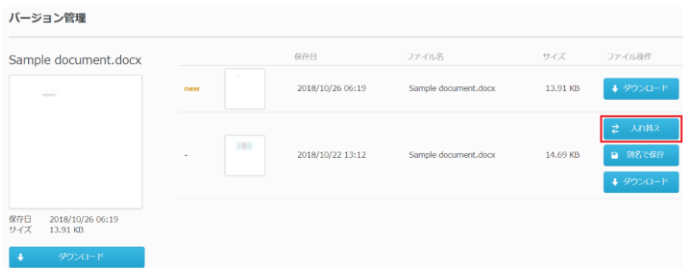 バージョン管理
Sample document.docx
保存日 ファイル名 サイズ ファイル操作
new 2018/10/26 06:19 Sample document.docx 13.91 KB ダウンロード
入れ替え
- 2018/10/22 13:12 Sample document.docx 14.69 KB 別名で保存
ダウンロード
保存日 2018/10/26 06:19
サイズ 13.91 KB
ダウンロード